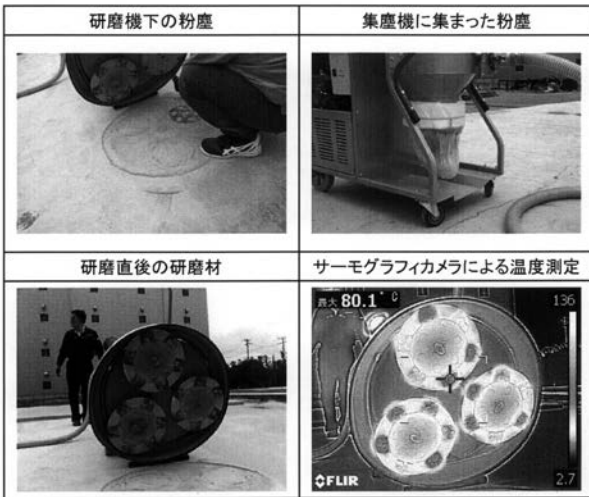 研磨機下の粉塵
集塵機に集まった粉塵
研磨直後の研磨材
サーモグラフィカメラによる温度測定
最大 80.1 °C
136
2.7
FLIR